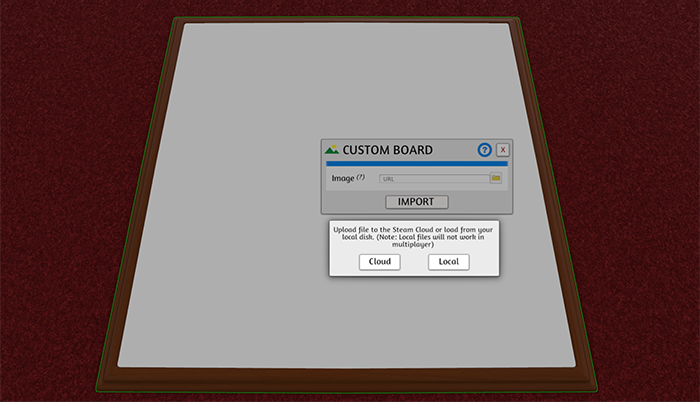 CUSTOM BOARD
?
X
Image (?)
URL
IMPORT
Upload file to the Steam Cloud or load from your
local disk. (Note: Local files will not work in
multiplayer)
Cloud Local